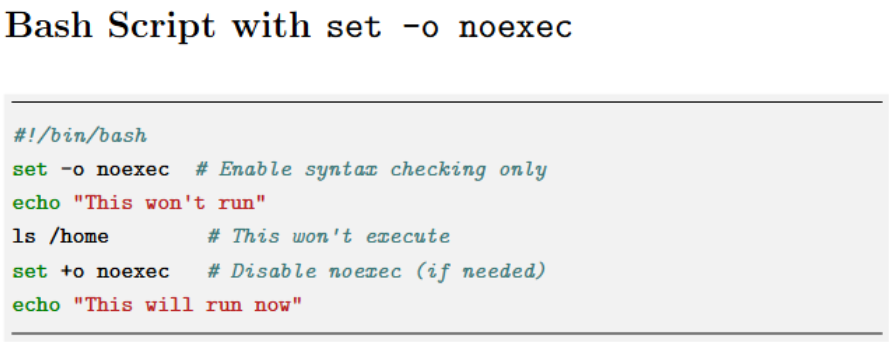 Bash Script with set -o noexec
#!/bin/bash
set -o noexec  # Enable syntax checking only
echo "This won't run"
ls /home        # This won't execute
set +o noexec   # Disable noexec (if needed)
echo "This will run now"